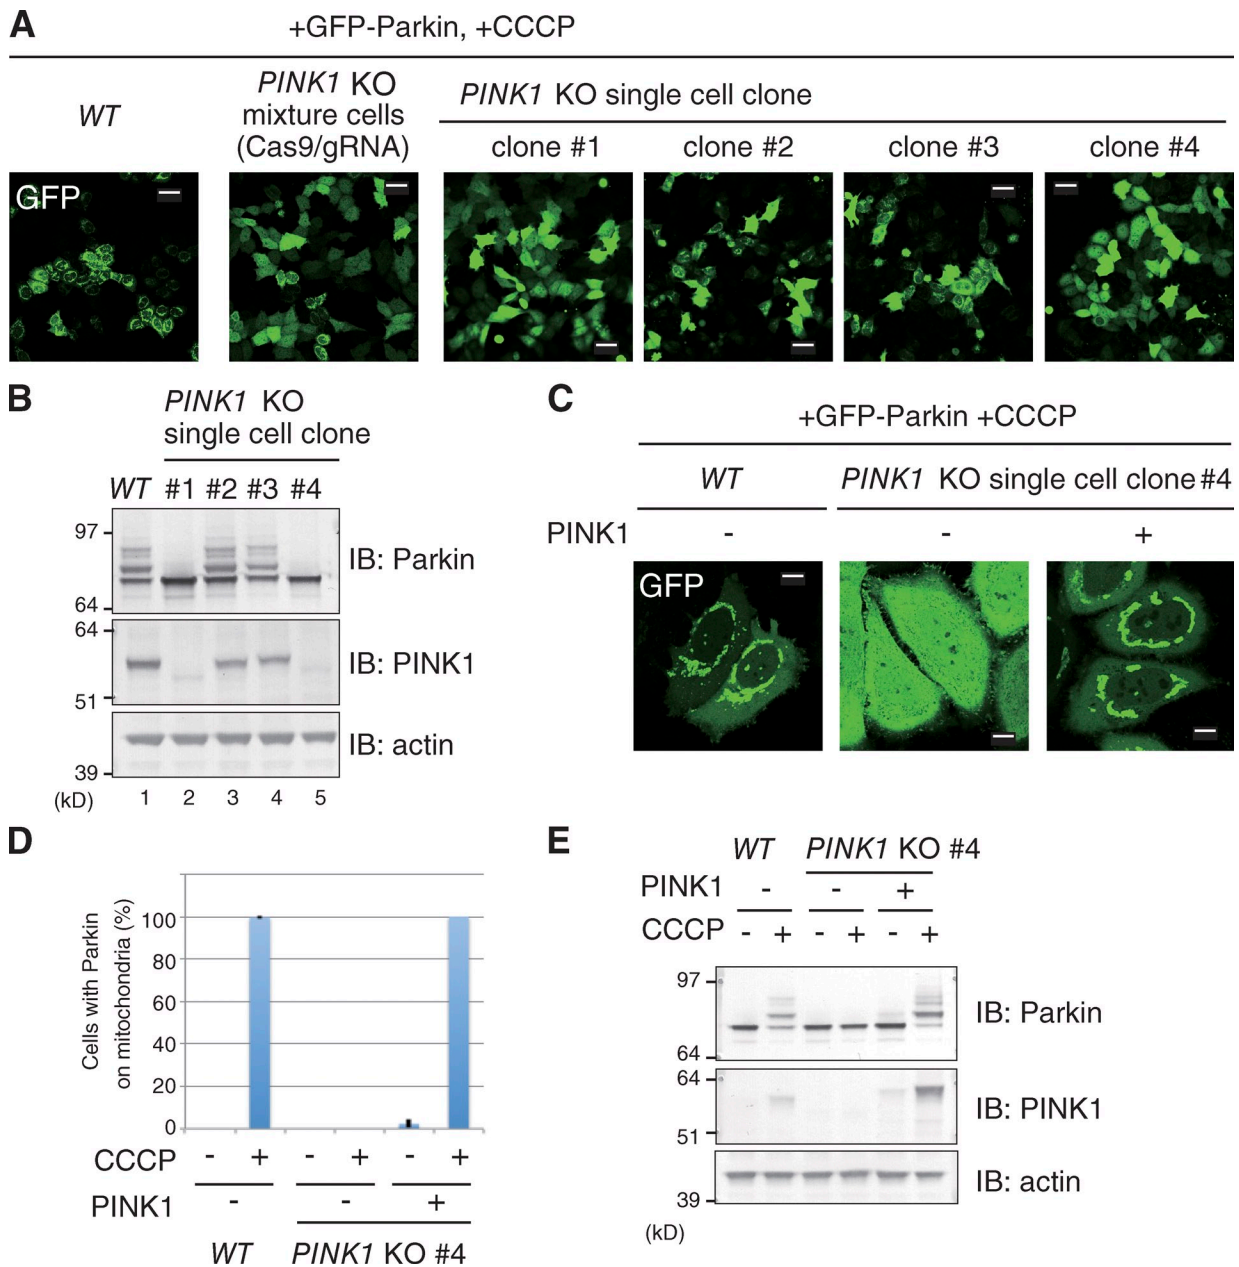 A
+GFP-Parkin, +CCCP
WT
PINK1 KO
mixture cells
(Cas9/gRNA)
PINK1 KO single cell clone
clone #1 clone #2 clone #3 clone #4
GFP
B
PINK1 KO
single cell clone
WT #1 #2 #3 #4
97
64
IB: Parkin
64
51
IB: PINK1
39
IB: actin
(kD) 1 2 3 4 5
C
+GFP-Parkin +CCCP
WT PINK1 KO single cell clone #4
PINK1 - - +
GFP
D
Cells with Parkin
on mitochondria (%)
100
80
60
40
20
0
CCCP - + - + - +
PINK1 - - +
WT PINK1 KO #4
E
WT PINK1 KO #4
PINK1 - - +
CCCP - + - + - +
97
64
IB: Parkin
64
51
IB: PINK1
39
IB: actin
(kD)